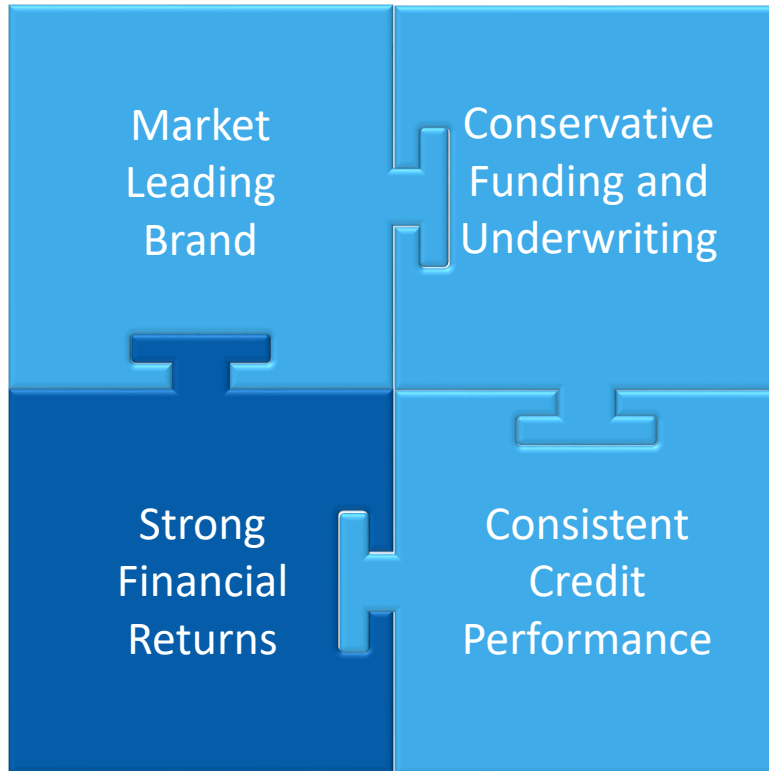 Market
Leading
Brand
Conservative
Funding and
Underwriting
Strong
Financial
Returns
Consistent
Credit
Performance